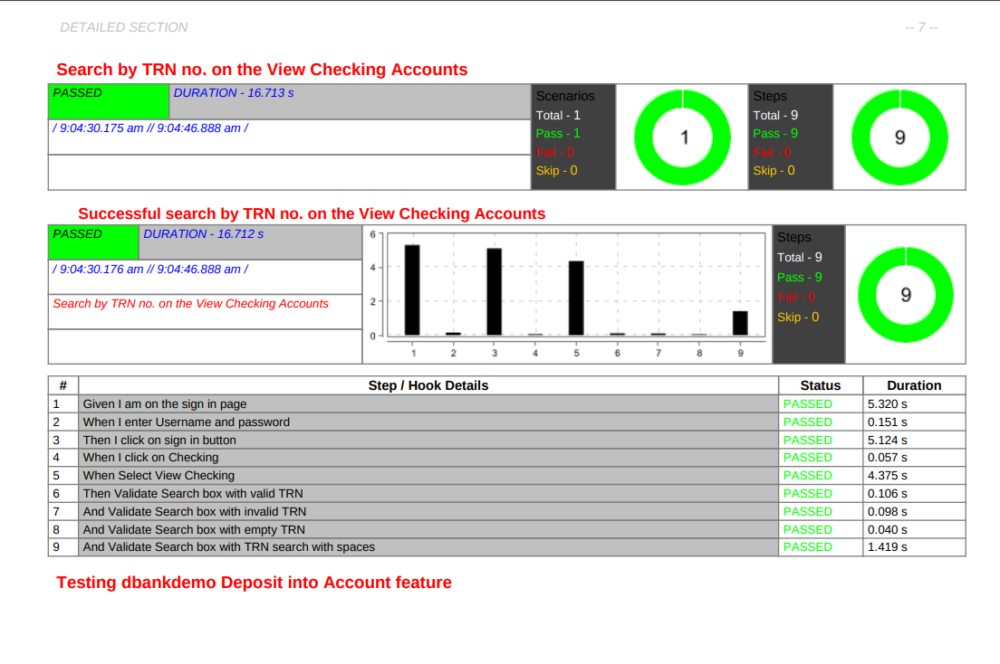 DETAILED SECTION -- 7 --
Search by TRN no. on the View Checking Accounts
PASSED DURATION - 16.713 s
/ 9:04:30.175 am // 9:04:46.888 am /
Scenarios
Total - 1
Pass - 1
Fail - 0
Skip - 0
1
Steps
Total - 9
Pass - 9
Fail - 0
Skip - 0
9
Successful search by TRN no. on the View Checking Accounts
PASSED DURATION - 16.712 s
/ 9:04:30.176 am // 9:04:46.888 am /
Search by TRN no. on the View Checking Accounts
6
4
2
0
1 2 3 4 5 6 7 8 9
Steps
Total - 9
Pass - 9
Fail - 0
Skip - 0
9
# Step / Hook Details Status Duration
1 Given I am on the sign in page PASSED 5.320 s
2 When I enter Username and password PASSED 0.151 s
3 Then I click on sign in button PASSED 5.124 s
4 When I click on Checking PASSED 0.057 s
5 When Select View Checking PASSED 4.375 s
6 Then Validate Search box with valid TRN PASSED 0.106 s
7 And Validate Search box with invalid TRN PASSED 0.098 s
8 And Validate Search box with empty TRN PASSED 0.040 s
9 And Validate Search box with TRN search with spaces PASSED 1.419 s
Testing dbankdemo Deposit into Account feature